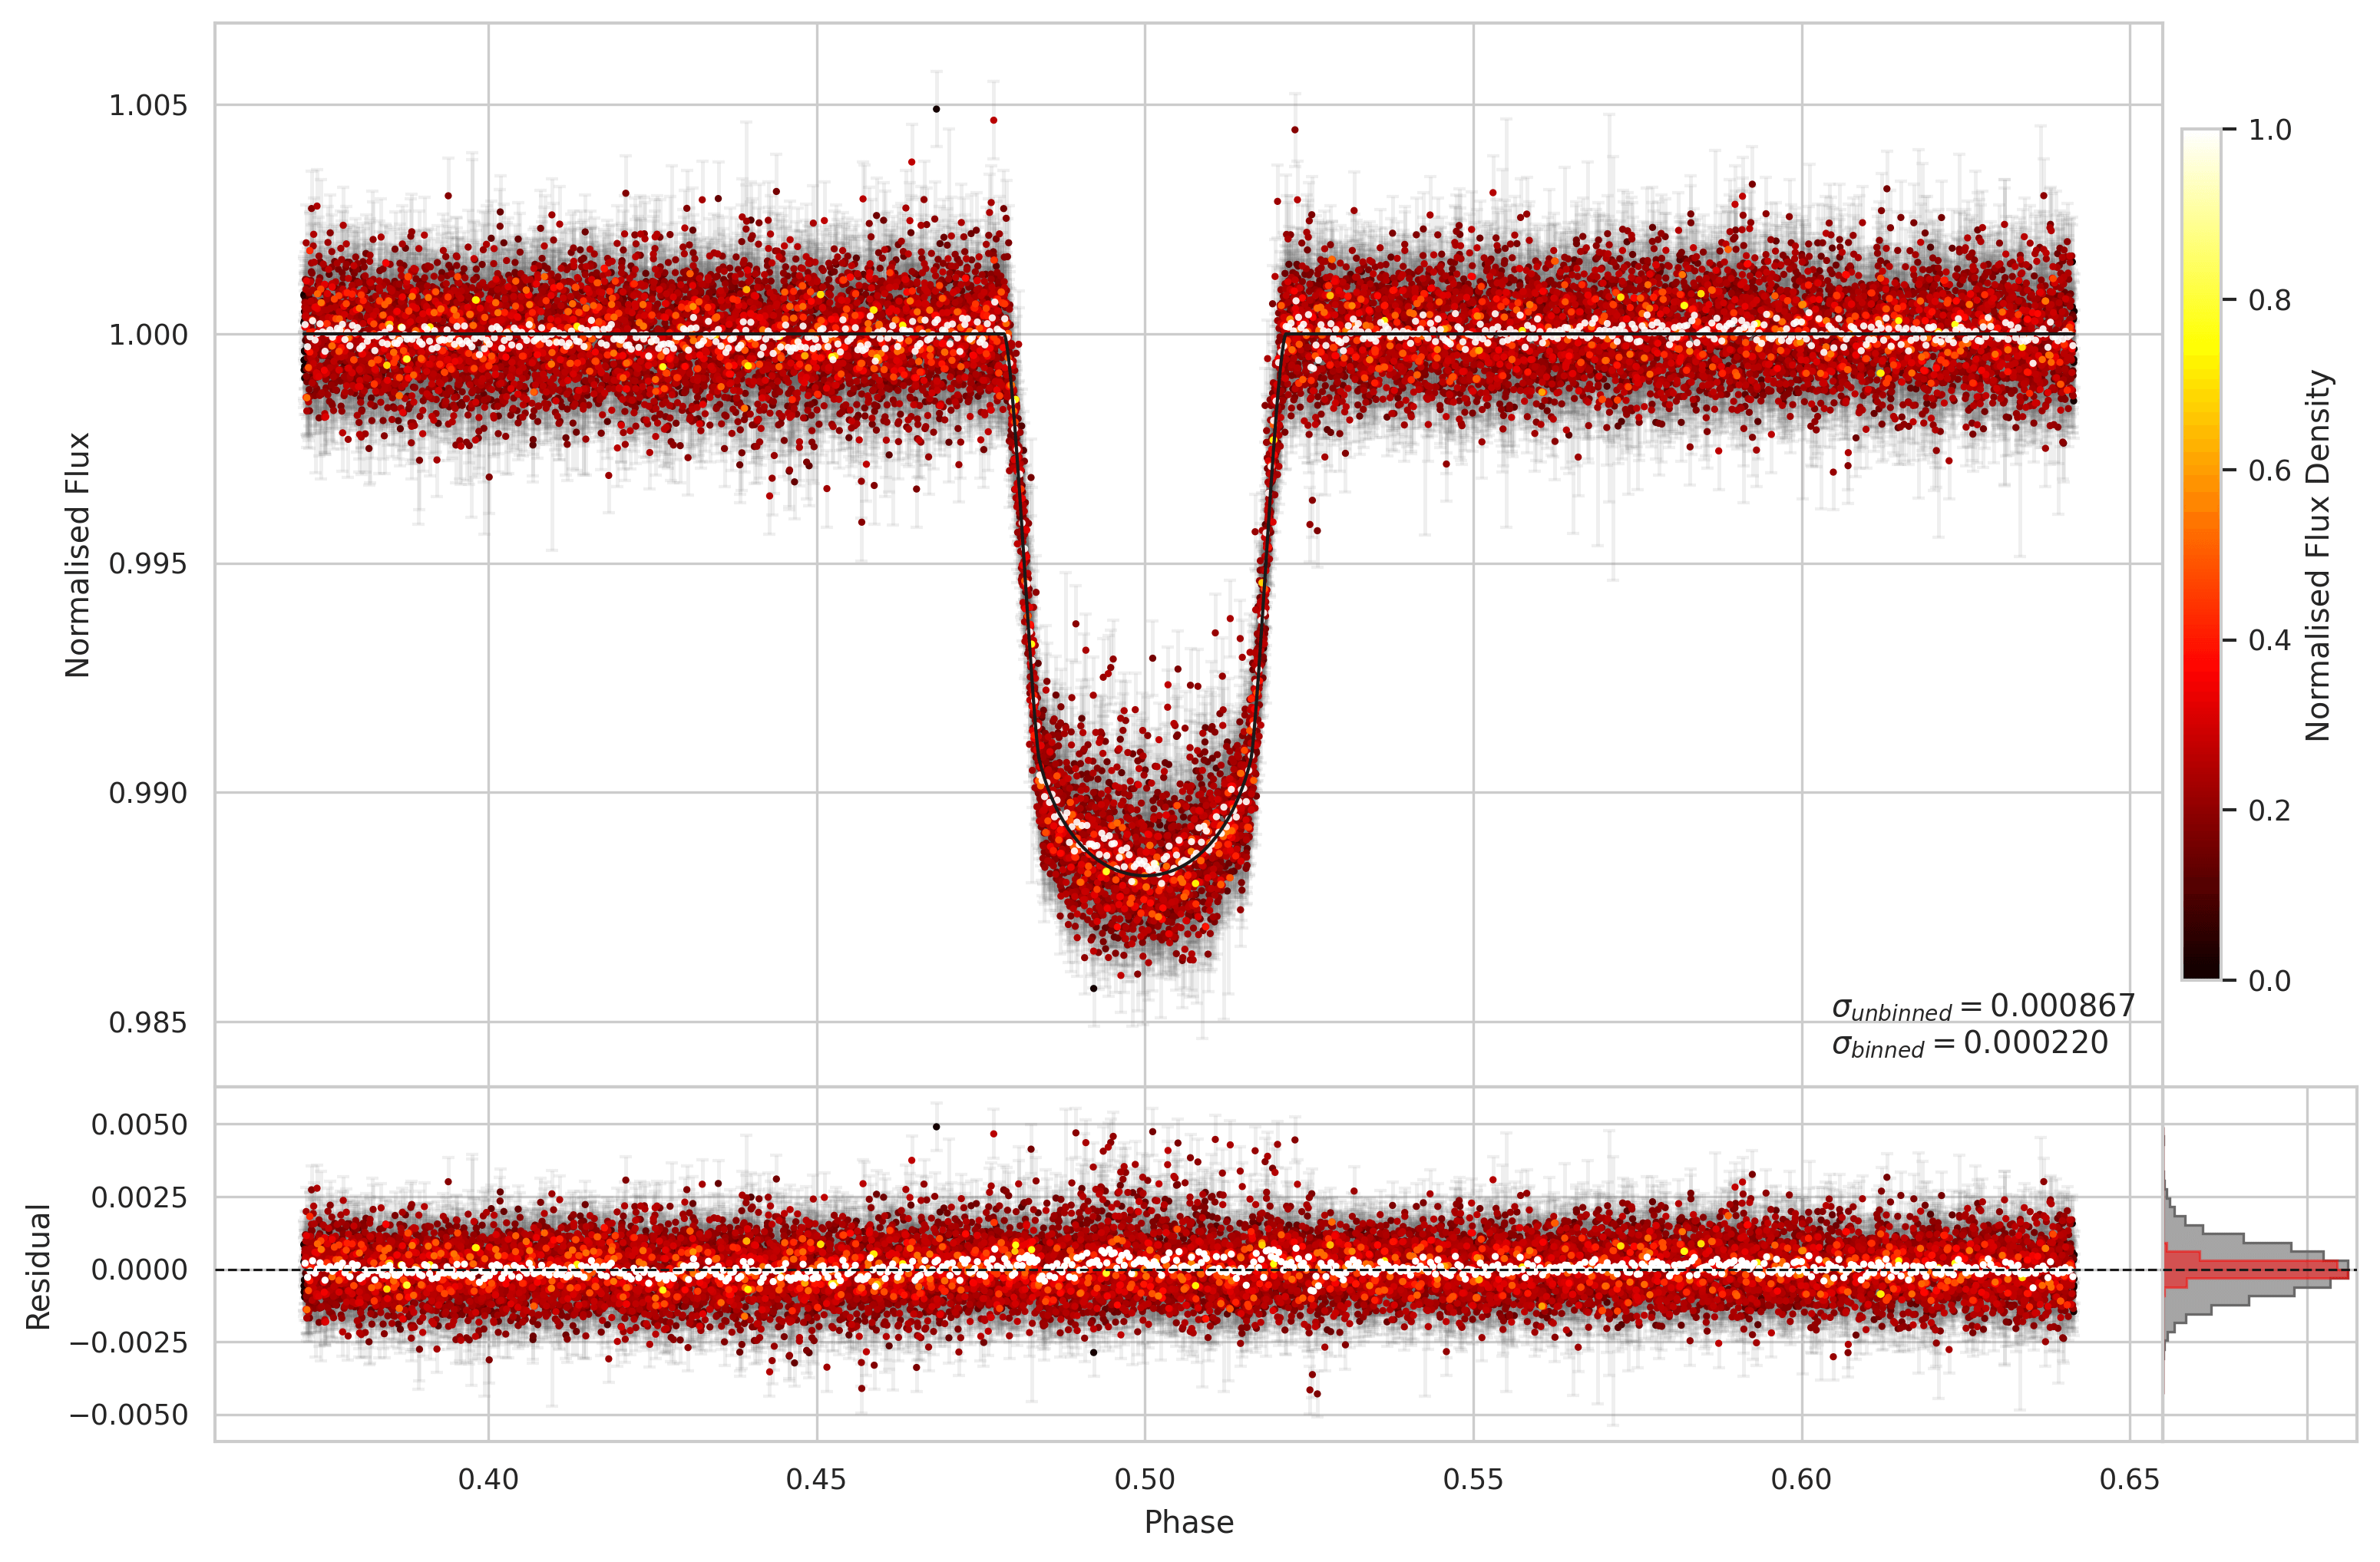 1.005
1.000
0.995
0.990
0.985
Normalised Flux
σunbinned = 0.000867
σbinned = 0.000220
1.0
0.8
0.6
0.4
0.2
0.0
Normalised Flux Density
0.0050
0.0025
0.0000
−0.0025
−0.0050
Residual
0.40 0.45 0.50 0.55 0.60 0.65
Phase